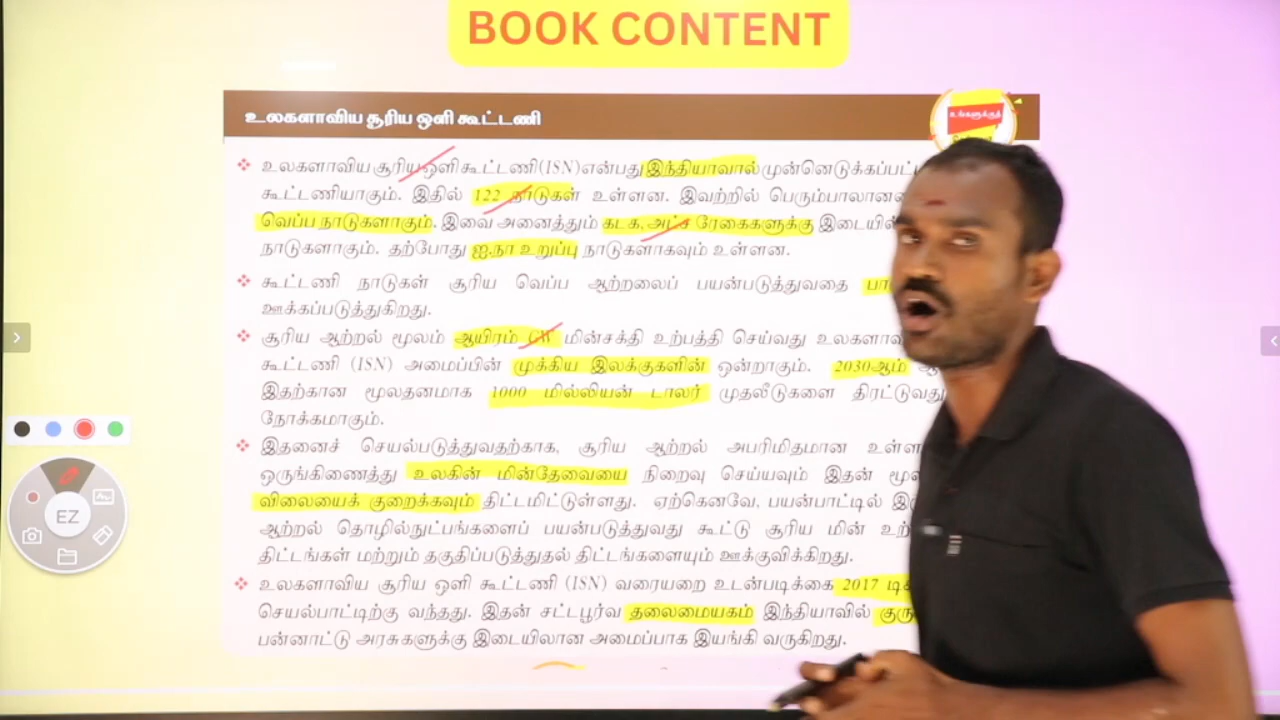 BOOK CONTENT
உலகளாவிய சூரிய ஒளி கூட்டணி
உங்களுக்குத்
உலகளாவிய சூரிய ஒளி கூட்டணி (ISN) என்பது இந்தியாவால் முன்னெடுக்கப்பட்
கூட்டணியாகும். இதில் 122 நாடுகள் உள்ளன. இவற்றில் பெரும்பாலான
வெப்ப நாடுகளாகும். இவை அனைத்தும் கடக, அட்ச ரேகைகளுக்கு இடையில்
நாடுகளாகும். தற்போது ஐ.நா உறுப்பு நாடுகளாகவும் உள்ளன.
கூட்டணி நாடுகள் சூரிய வெப்ப ஆற்றலைப் பயன்படுத்துவதை
ஊக்கப்படுத்துகிறது.
சூரிய ஆற்றல் மூலம் ஆயிரம் GW மின்சக்தி உற்பத்தி செய்வது உலகளாவ
கூட்டணி (ISN) அமைப்பின் முக்கிய இலக்குகளின் ஒன்றாகும். 2030ஆம்
இதற்கான மூலதனமாக 1000 மில்லியன் டாலர் முதலீடுகளை திரட்டுவது
நோக்கமாகும்.
இதனைச் செயல்படுத்துவதற்காக, சூரிய ஆற்றல் அபரிமிதமான உள்ள
ஒருங்கிணைத்து உலகின் மின்தேவையை நிறைவு செய்யவும் இதன் மூ
விலையைக் குறைக்கவும் திட்டமிட்டுள்ளது. ஏற்கெனவே, பயன்பாட்டில் இ
ஆற்றல் தொழில்நுட்பங்களைப் பயன்படுத்துவது கூட்டு சூரிய மின் உற்
திட்டங்கள் மற்றும் தகுதிப்படுத்துதல் திட்டங்களையும் ஊக்குவிக்கிறது.
உலகளாவிய சூரிய ஒளி கூட்டணி (ISN) வரையறை உடன்படிக்கை 2017 டி
செயல்பாட்டிற்கு வந்தது. இதன் சட்டபூர்வ தலைமையகம் இந்தியாவில் குரு
பன்னாட்டு அரசுகளுக்கு இடையிலான அமைப்பாக இயங்கி வருகிறது.
EZ